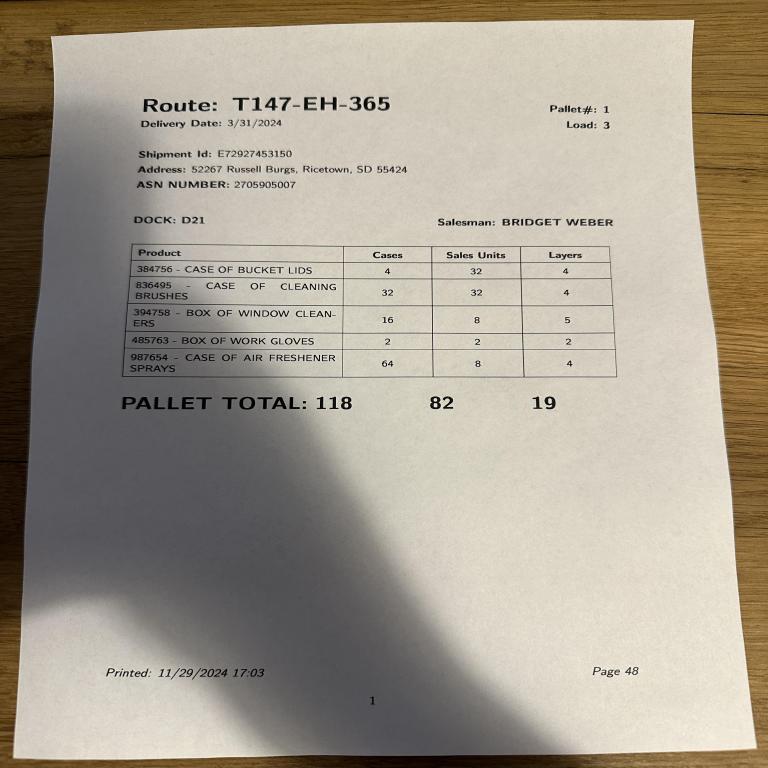 Route: T147-EH-365
Pallet#: 1
Delivery Date: 3/31/2024
Load: 3
Shipment Id: E72927453150
Address: 52267 Russell Burgs, Ricetown, SD 55424
ASN NUMBER: 2705905007
DOCK: D21
Salesman: BRIDGET WEBER
Product Cases Sales Units Layers
384756 - CASE OF BUCKET LIDS 4 32 4
836495 - CASE OF CLEANING
BRUSHES 32 32 4
394758 - BOX OF WINDOW CLEAN-
ERS 16 8 5
485763 - BOX OF WORK GLOVES 2 2 2
987654 - CASE OF AIR FRESHENER
SPRAYS 64 8 4
PALLET TOTAL: 118 82 19
Printed: 11/29/2024 17:03
Page 48
1